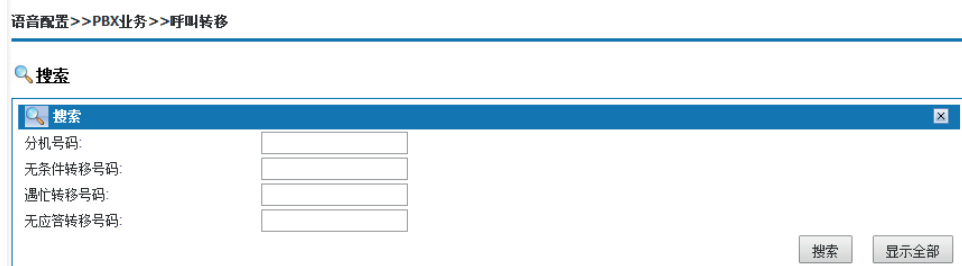 语音配置>>PBX业务>>呼叫转移
搜索
搜索
分机号码:
无条件转移号码:
遇忙转移号码:
无应答转移号码:
搜索 显示全部